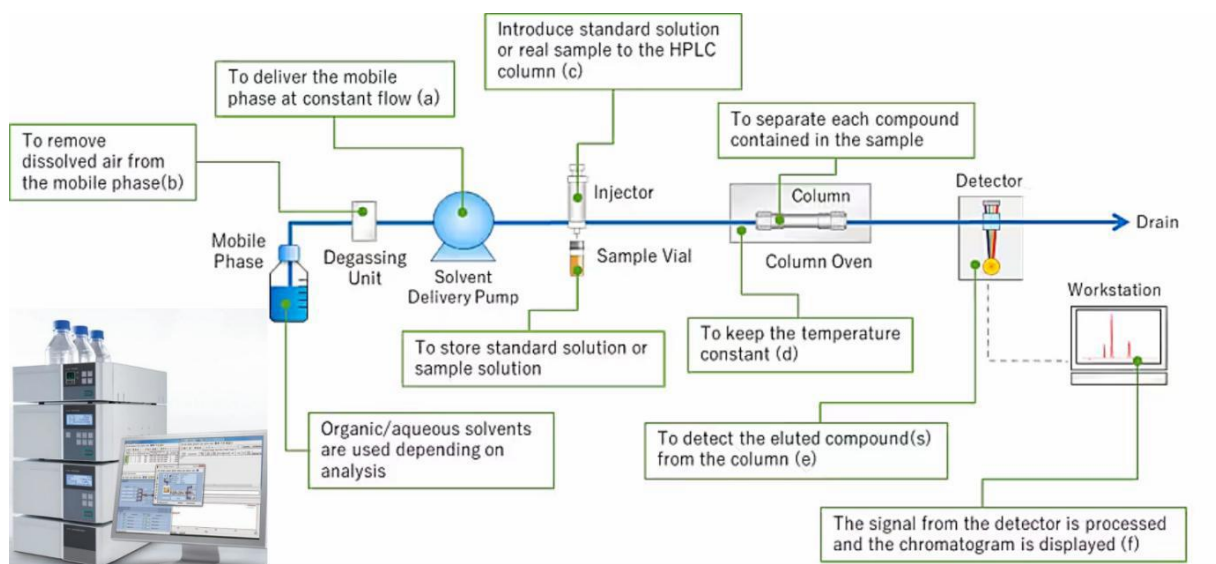 Introduce standard solution
or real sample to the HPLC
column (c)
To deliver the mobile
phase at constant flow (a)
To separate each compound
contained in the sample
To remove
dissolved air from
the mobile phase(b)
Injector
Column
Detector
Drain
Mobile
Phase
Degassing
Unit
Solvent
Delivery Pump
Sample Vial
Column Oven
Workstation
To store standard solution or
sample solution
To keep the temperature
constant (d)
Organic/aqueous solvents
are used depending on
analysis
To detect the eluted compound(s)
from the column (e)
The signal from the detector is processed
and the chromatogram is displayed (f)